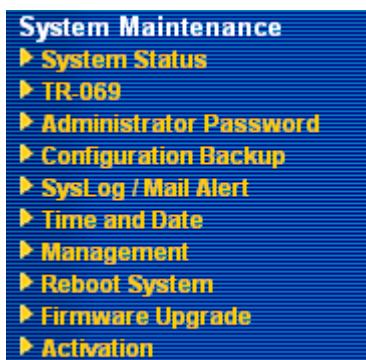 System Maintenance
System Status
TR-069
Administrator Password
Configuration Backup
SysLog / Mail Alert
Time and Date
Management
Reboot System
Firmware Upgrade
Activation